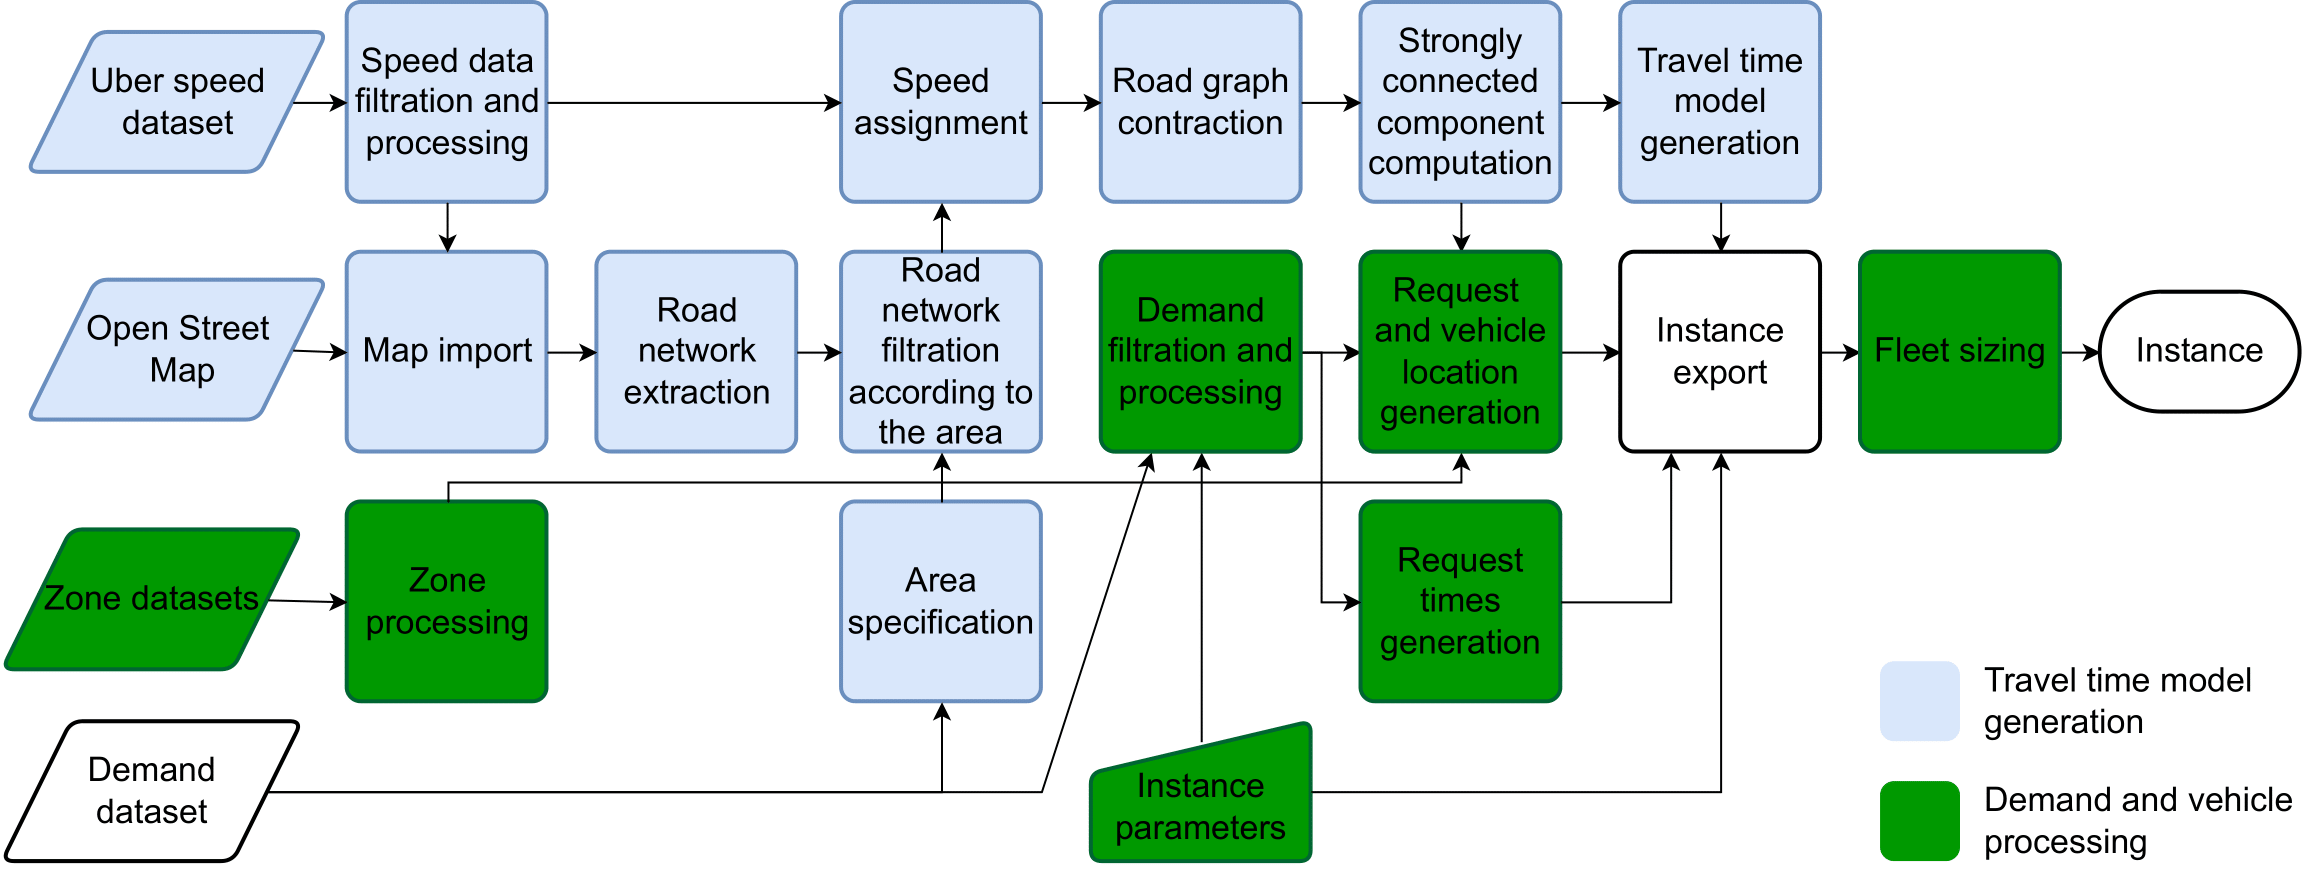 Uber speed
dataset
Speed data
filtration and
processing
Speed
assignment
Road graph
contraction
Strongly
connected
component
computation
Travel time
model
generation
Open Street
Map
Map import
Road
network
extraction
Road
network
filtration
according to
the area
Demand
filtration and
processing
Request
and vehicle
location
generation
Instance
export
Fleet sizing
Instance
Zone datasets
Zone
processing
Area
specification
Request
times
generation
Demand
dataset
Instance
parameters
Travel time model
generation
Demand and vehicle
processing